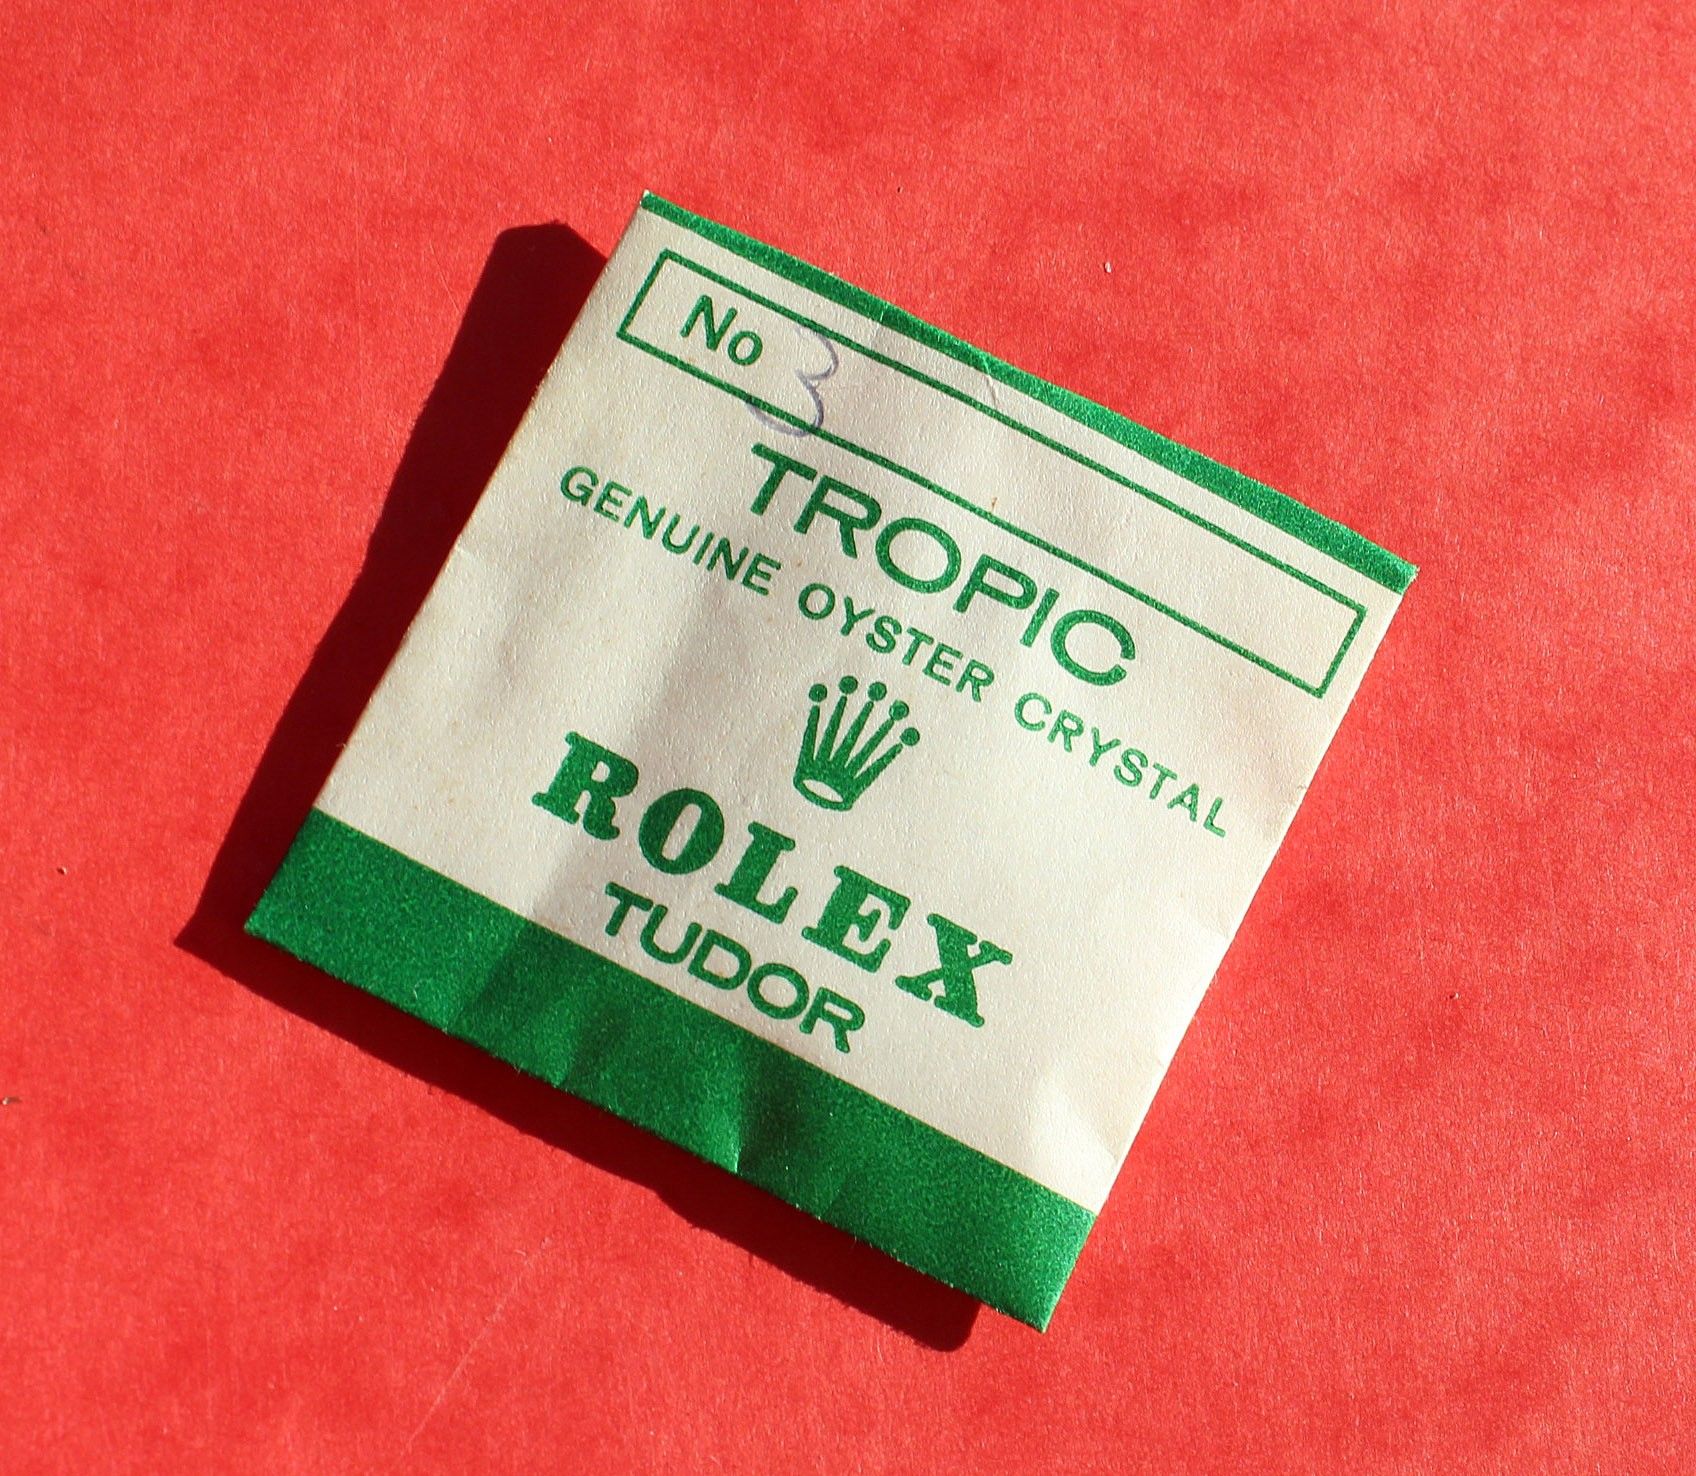 No 3
TROPIC
GENUINE OYSTER CRYSTAL
ROLEX
TUDOR